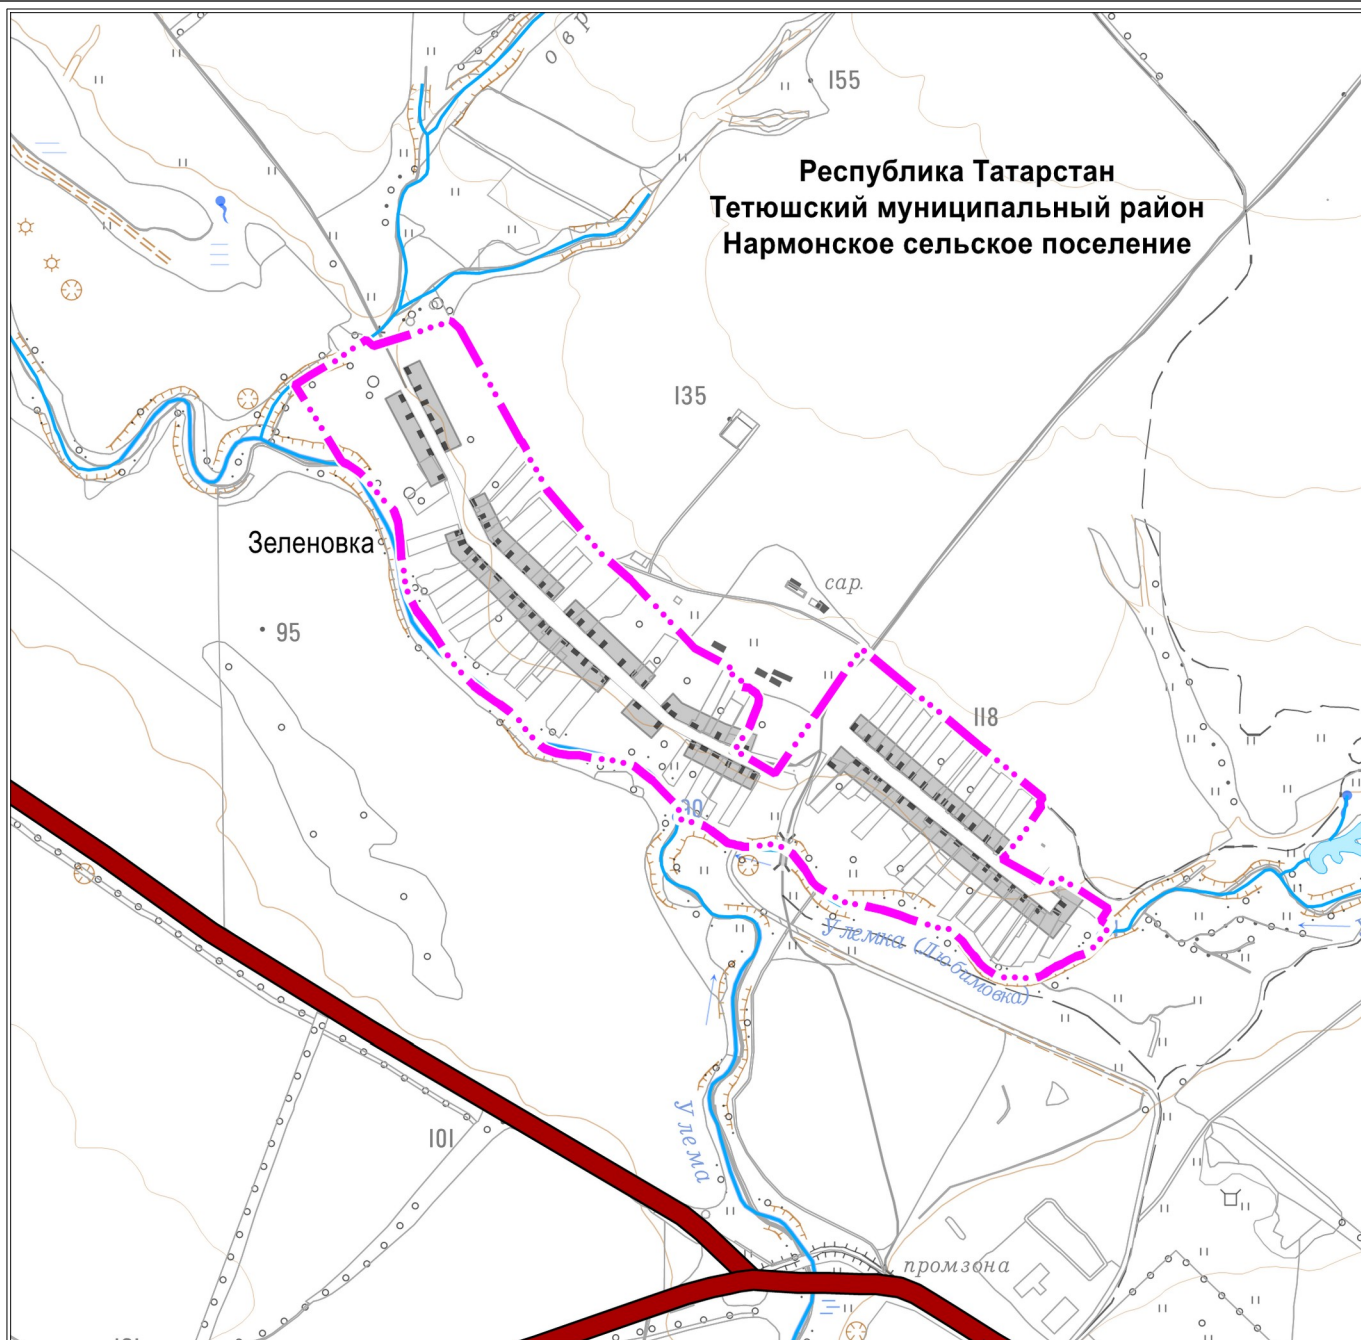 Овр
155
Республика Татарстан
Тетюшский муниципальный район
Нармонское сельское поселение
135
Зеленовка
сар.
95
118
Улемка (Любимовка)
Улема
101
промзона